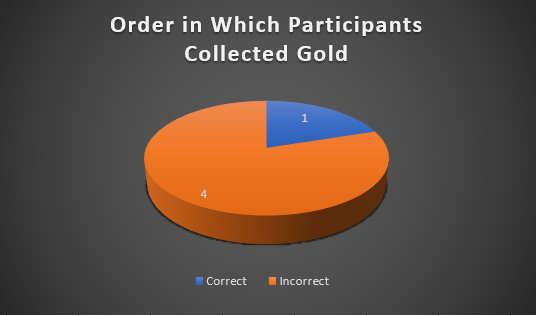 Order in Which Participants
Collected Gold
1
4
Correct
Incorrect